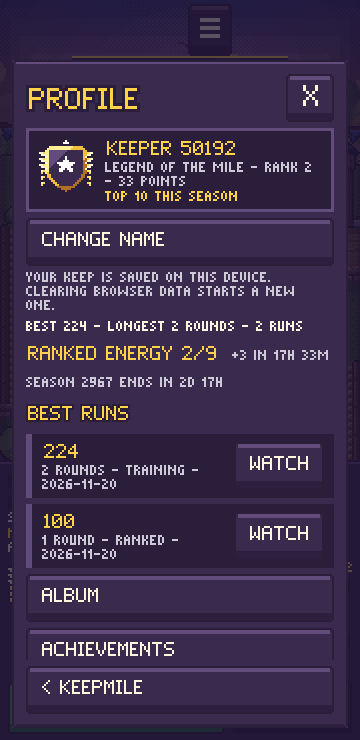 PROFILE
X
KEEPER 50192
LEGEND OF THE MILE - RANK 2
- 33 POINTS
TOP 10 THIS SEASON
CHANGE NAME
YOUR KEEP IS SAVED ON THIS DEVICE.
CLEARING BROWSER DATA STARTS A NEW
ONE.
BEST 224 - LONGEST 2 ROUNDS - 2 RUNS
RANKED ENERGY 2/9 +3 IN 17H 33M
SEASON 2967 ENDS IN 2D 17H
BEST RUNS
224
2 ROUNDS - TRAINING -
2026-11-20
WATCH
100
1 ROUND - RANKED -
2026-11-20
WATCH
ALBUM
ACHIEVEMENTS
< KEEPMILE